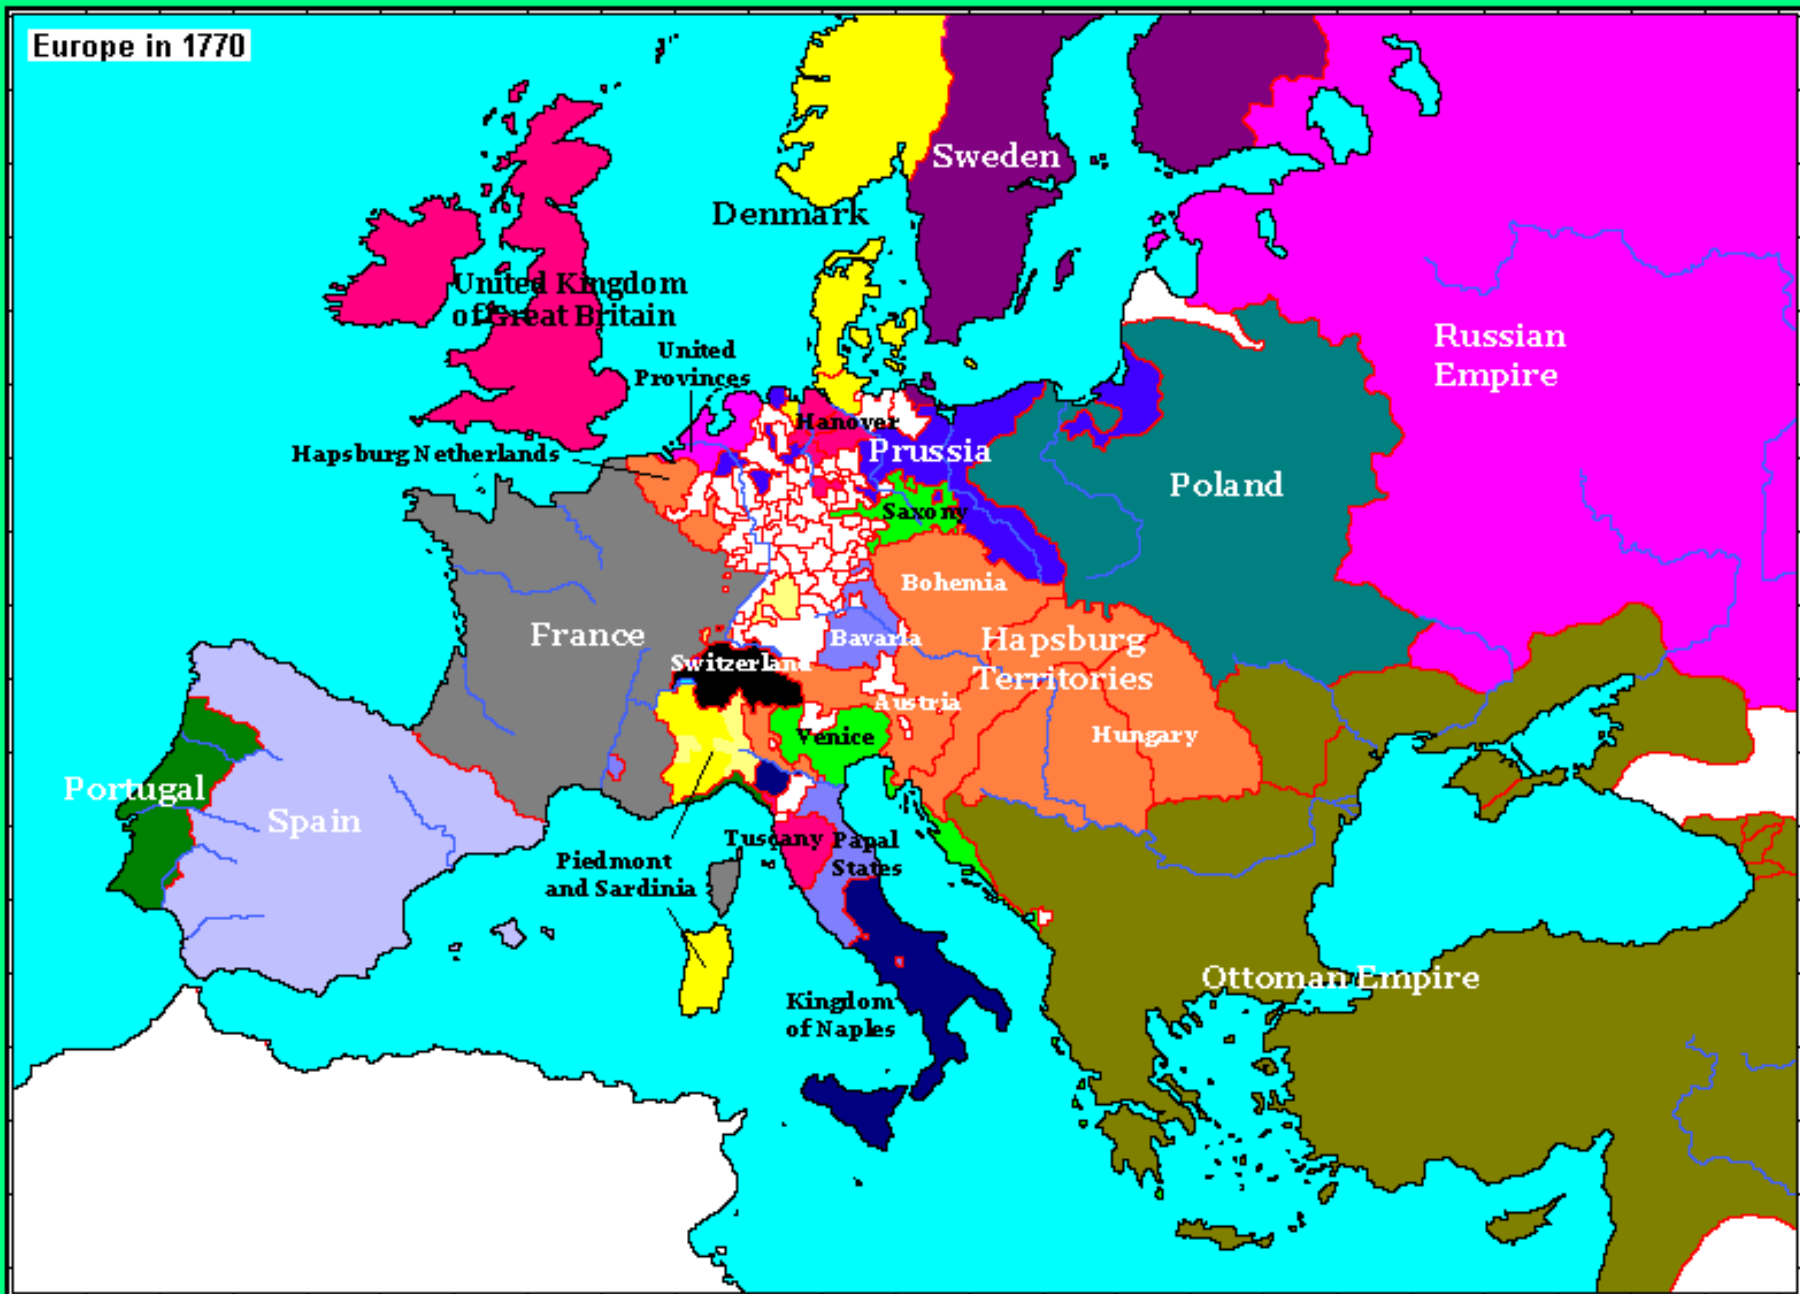 Europe in 1770
Sweden
Denmark
United Kingdom
of Great Britain
United
Provinces
Russian
Empire
Hanover
Hapsburg Netherlands
Prussia
Poland
Saxony
Bohemia
France
Bavaria
Hapsburg
Territories
Switzerland
Austria
Venice
Hungary
Portugal
Spain
Tuscany
Papal
States
Piedmont
and Sardinia
Ottoman Empire
Kingdom
of Naples